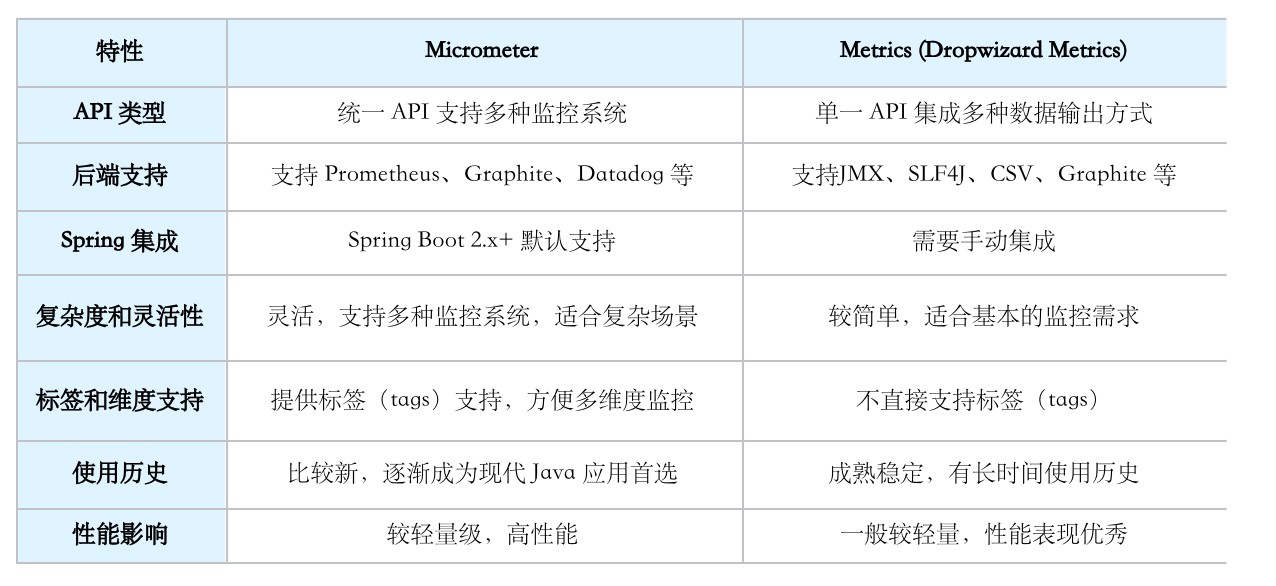 特性 Micrometer Metrics (Dropwizard Metrics)
API 类型 统一 API 支持多种监控系统 单一 API 集成多种数据输出方式
后端支持 支持 Prometheus、Graphite、Datadog 等 支持JMX、SLF4J、CSV、Graphite 等
Spring 集成 Spring Boot 2.x+ 默认支持 需要手动集成
复杂度和灵活性 灵活，支持多种监控系统，适合复杂场景 较简单，适合基本的监控需求
标签和维度支持 提供标签（tags）支持，方便多维度监控 不直接支持标签（tags）
使用历史 比较新，逐渐成为现代 Java 应用首选 成熟稳定，有长时间使用历史
性能影响 较轻量级，高性能 一般较轻量，性能表现优秀